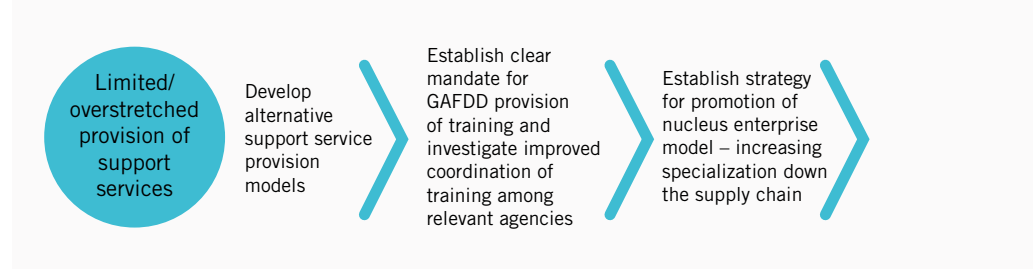 Limited/
overstretched
provision of
support
services
Develop
alternative
support service
provision
models
Establish clear
mandate for
GAFDD provision
of training and
investigate improved
coordination of
training among
relevant agencies
Establish strategy
for promotion of
nucleus enterprise
model – increasing
specialization down
the supply chain